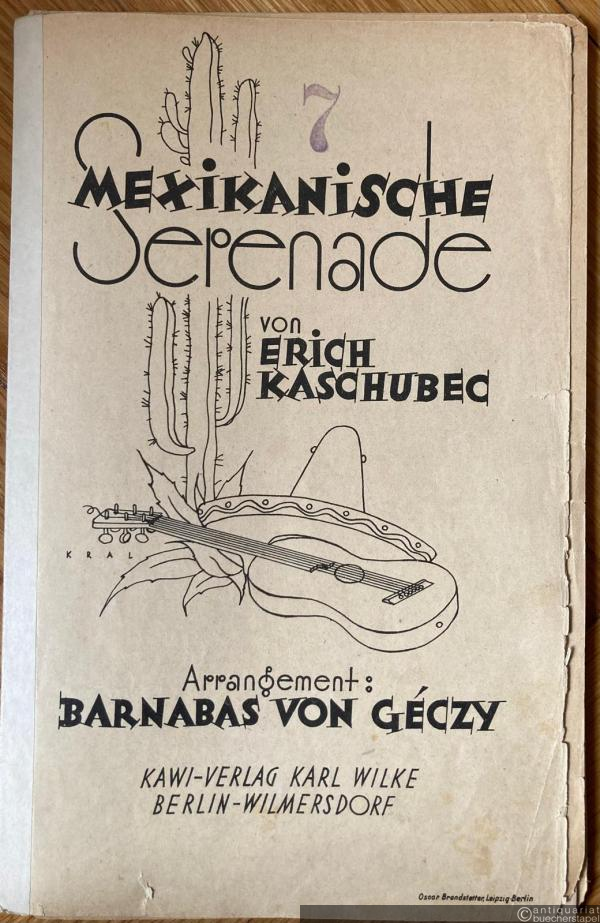 7
MEXIKANISCHE
Serenade
von
ERICH
KASCHUBEC
KRAL
Arrangement:
BARNABAS VON GÉCZY
KAWI-VERLAG KARL WILKE
BERLIN-WILMERSDORF
Oscar Brandstetter, Leipzig-Berlin
©antiquariat
buecherstapel